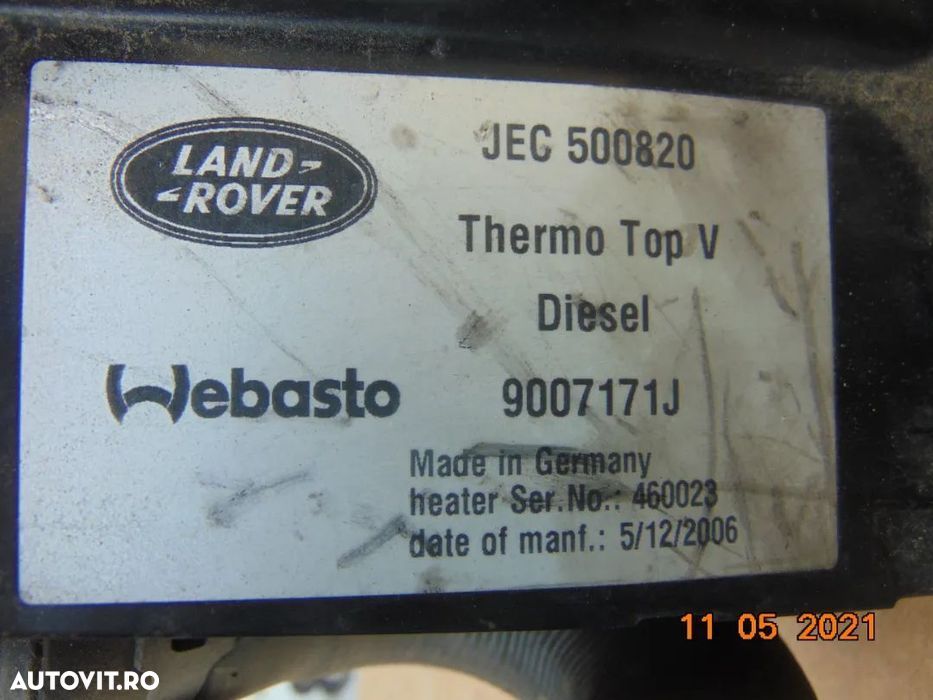 LAND-
ROVER
JEC 500820
Thermo Top V
Diesel
Webasto
9007171J
Made in Germany
heater Ser.No.: 460023
date of manf.: 5/12/2006
11 05 2021
AUTOVIT.RO